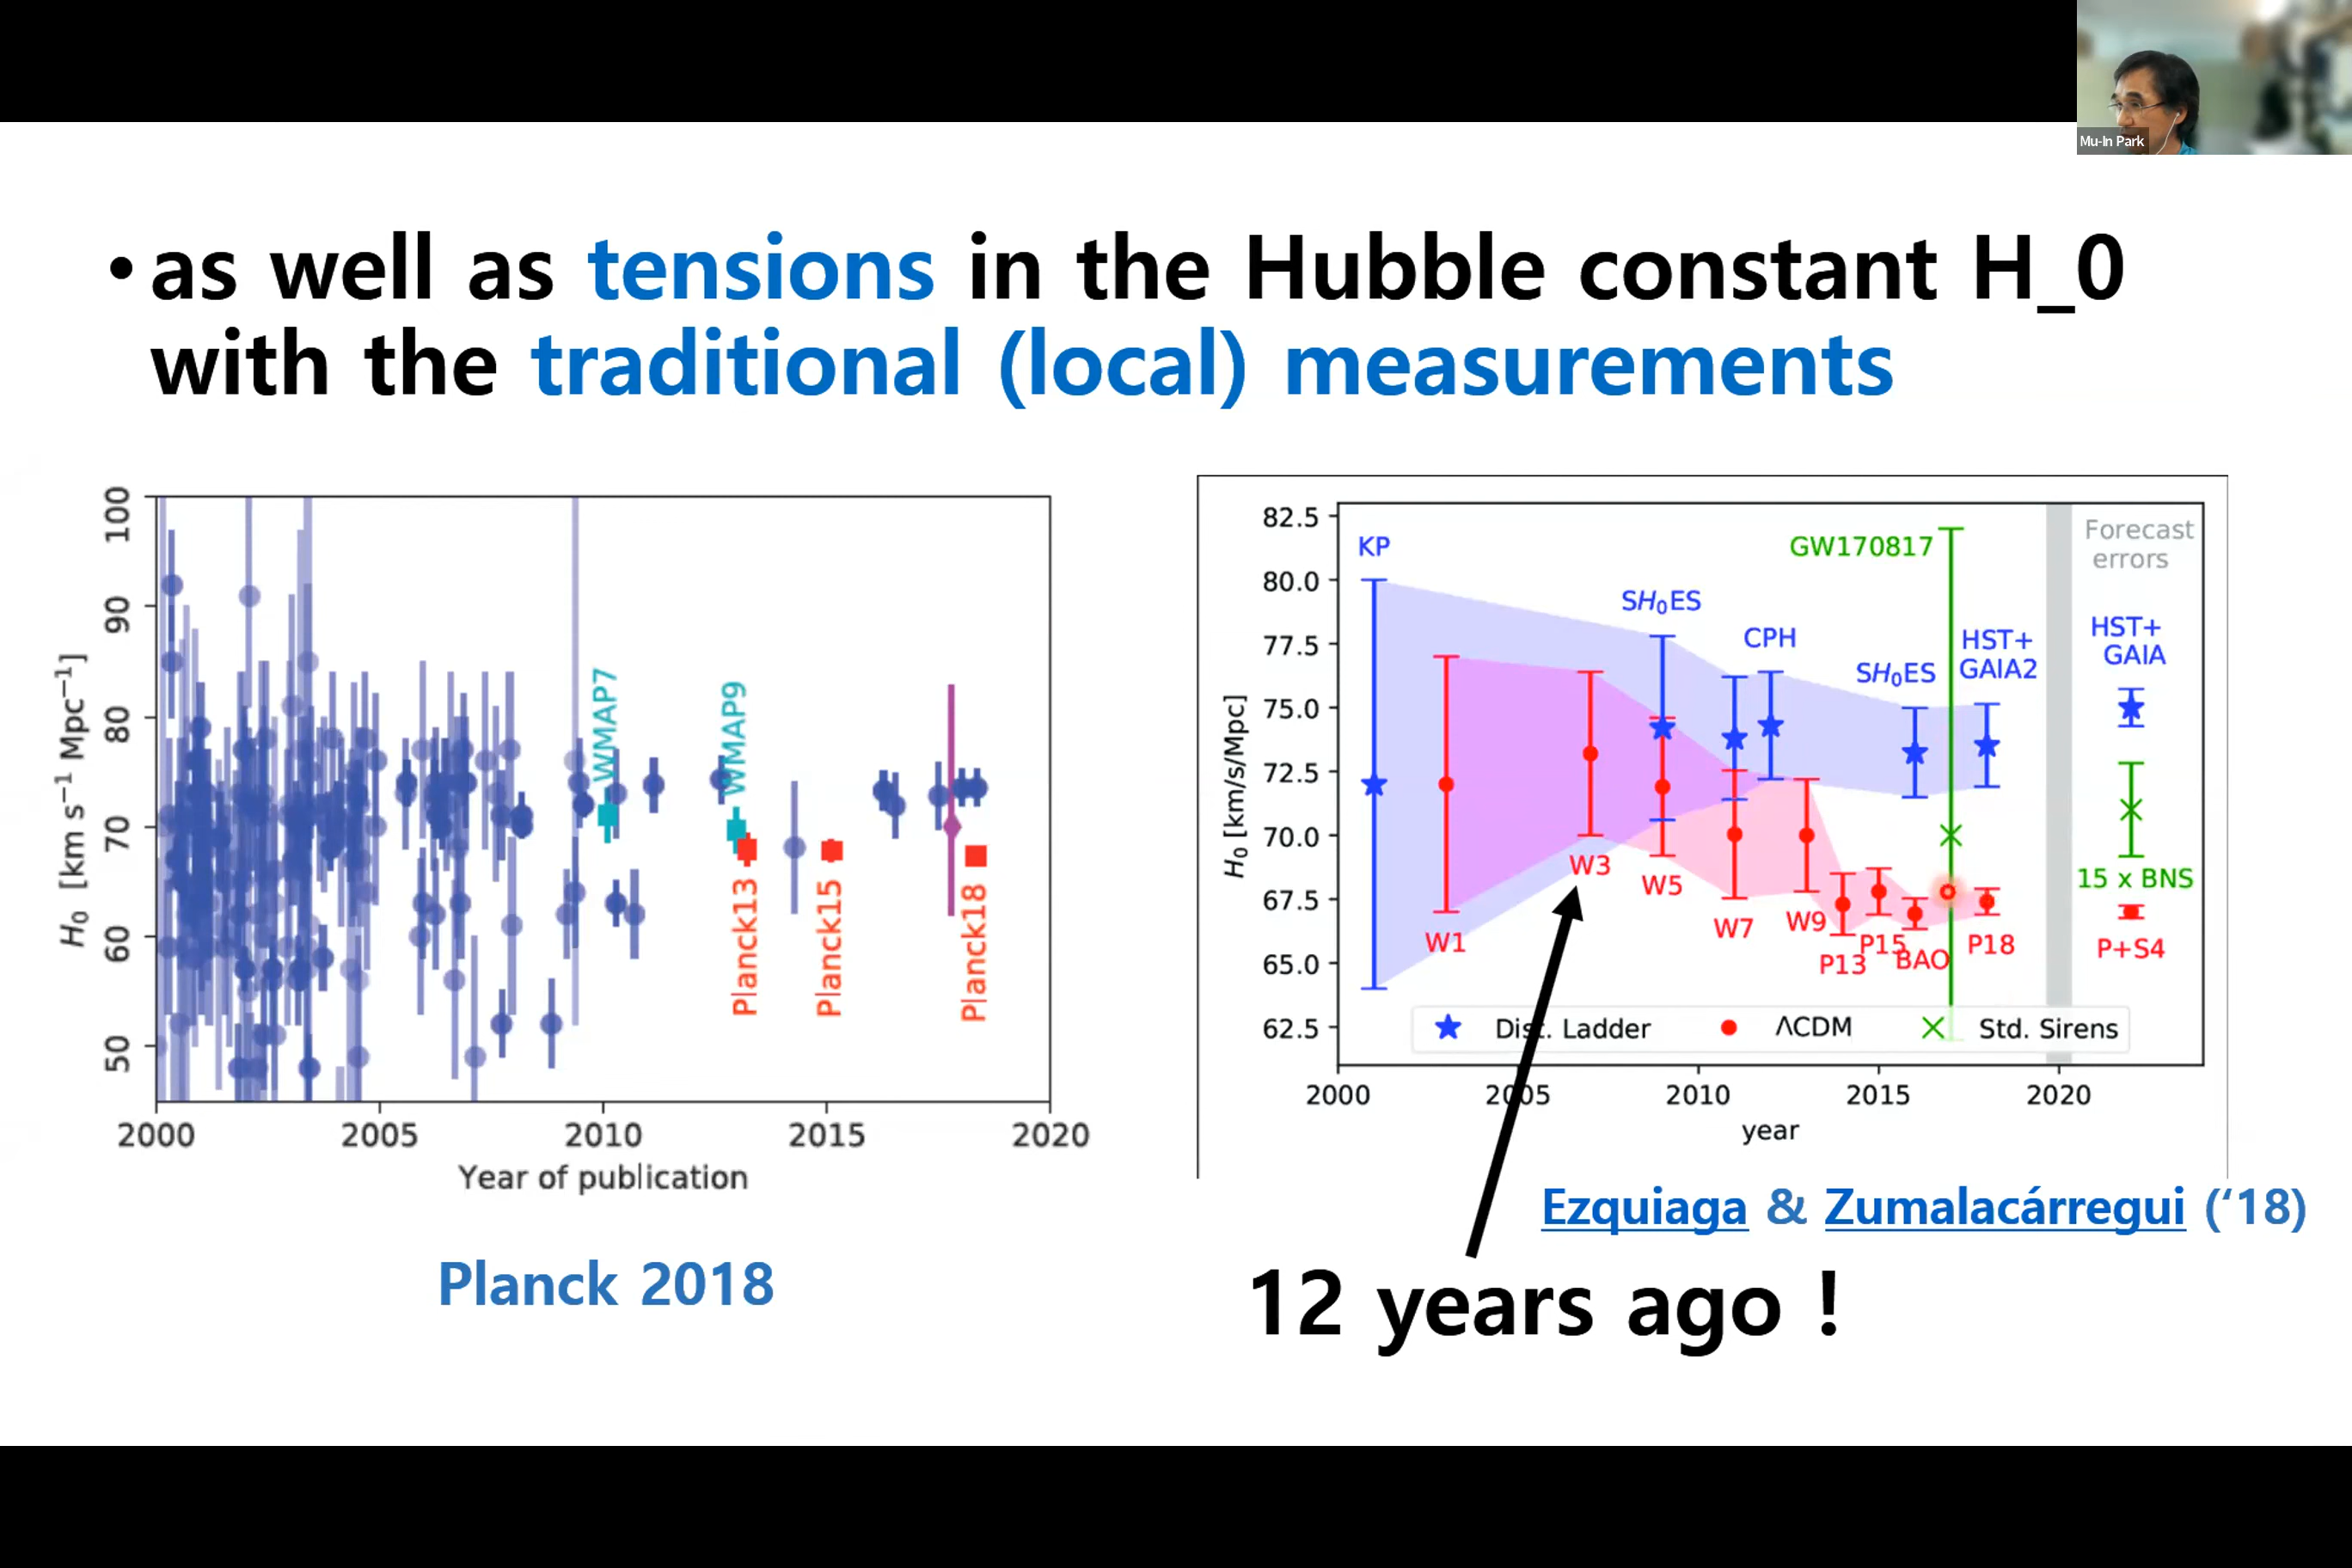 Mu-In Park
• as well as tensions in the Hubble constant H_0
with the traditional (local) measurements
H₀ [km s⁻¹ Mpc⁻¹]
100
90
80
70
60
50
WMAP7
WMAP9
Planck13
Planck15
Planck18
2000 2005 2010 2015 2020
Year of publication
Planck 2018
H₀ [km/s/Mpc]
82.5
80.0
77.5
75.0
72.5
70.0
67.5
65.0
62.5
KP
GW170817
Forecast
errors
SH₀ES
CPH
SH₀ES
HST+
GAIA2
HST+
GAIA
W1
W3
W5
W7
W9
P13
P15
BAO
P18
15 x BNS
P+S4
Dist. Ladder ΛCDM Std. Sirens
2000 2005 2010 2015 2020
year
Ezquiaga & Zumalacárregui (‘18)
12 years ago !